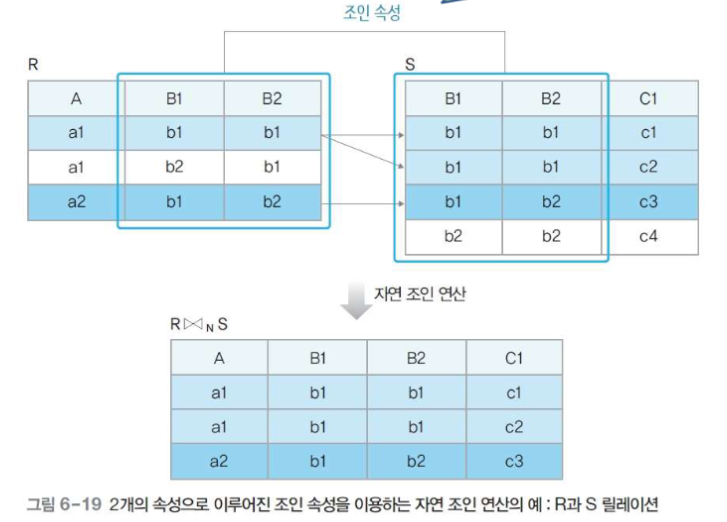 조인 속성
R
A B1 B2
a1 b1 b1
a1 b2 b1
a2 b1 b2
S
B1 B2 C1
b1 b1 c1
b1 b1 c2
b1 b2 c3
b2 b2 c4
자연 조인 연산
R⋈N S
A B1 B2 C1
a1 b1 b1 c1
a1 b1 b1 c2
a2 b1 b2 c3
그림 6-19 2개의 속성으로 이루어진 조인 속성을 이용하는 자연 조인 연산의 예 : R과 S 릴레이션